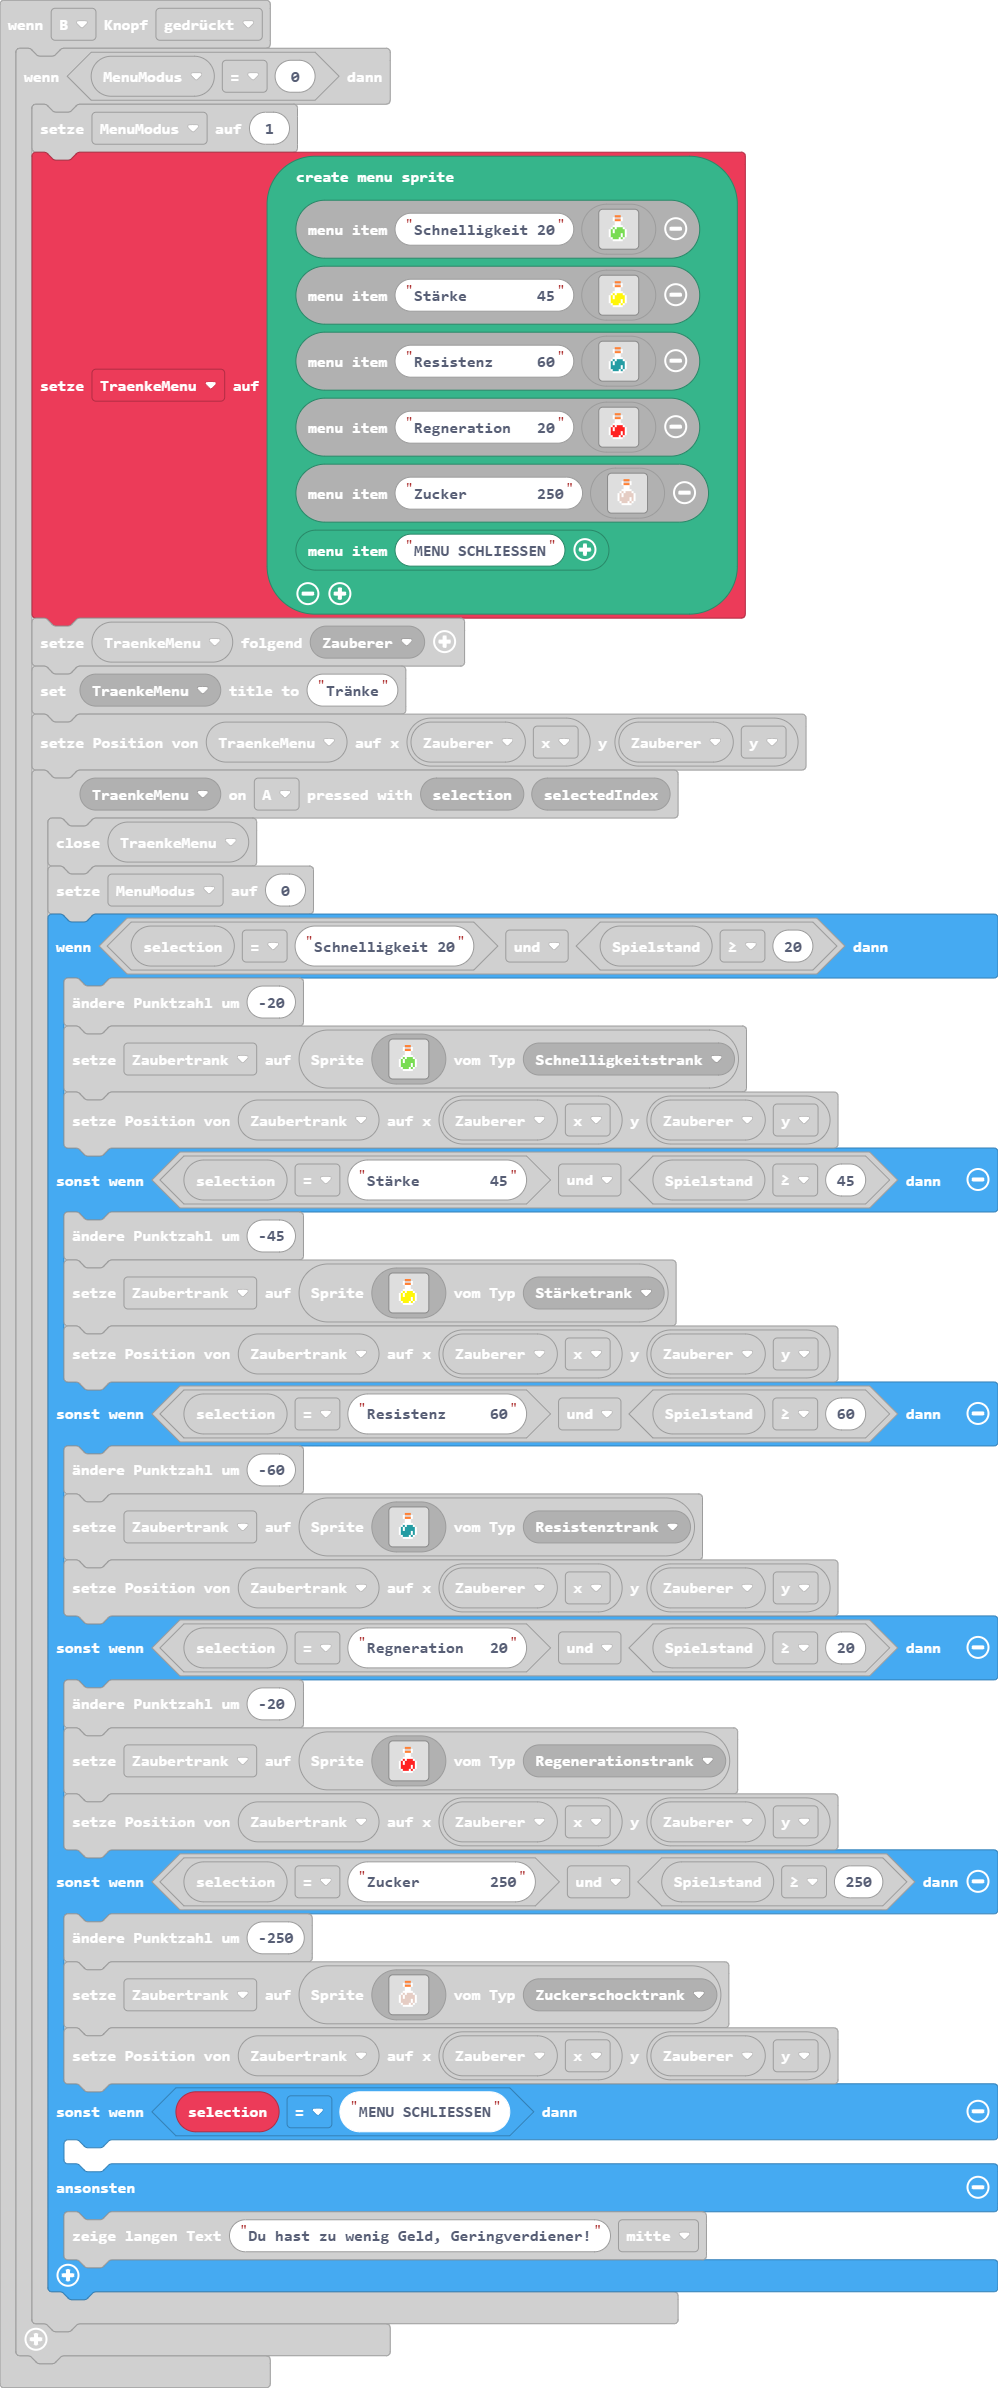 wenn B Knopf gedrückt
wenn MenuModus = 0 dann
setze MenuModus auf 1
create menu sprite
menu item "Schnelligkeit 20"
menu item "Stärke        45"
menu item "Resistenz     60"
setze TraenkeMenu auf
menu item "Regneration   20"
menu item "Zucker        250"
menu item "MENU SCHLIESSEN"
setze TraenkeMenu folgend Zauberer
set TraenkeMenu title to "Tränke"
setze Position von TraenkeMenu auf x Zauberer x y Zauberer y
TraenkeMenu on A pressed with selection selectedIndex
close TraenkeMenu
setze MenuModus auf 0
wenn selection = "Schnelligkeit 20" und Spielstand ≥ 20 dann
ändere Punktzahl um -20
setze Zaubertrank auf Sprite vom Typ Schnelligkeitstrank
setze Position von Zaubertrank auf x Zauberer x y Zauberer y
sonst wenn selection = "Stärke        45" und Spielstand ≥ 45 dann
ändere Punktzahl um -45
setze Zaubertrank auf Sprite vom Typ Stärketrank
setze Position von Zaubertrank auf x Zauberer x y Zauberer y
sonst wenn selection = "Resistenz     60" und Spielstand ≥ 60 dann
ändere Punktzahl um -60
setze Zaubertrank auf Sprite vom Typ Resistenztrank
setze Position von Zaubertrank auf x Zauberer x y Zauberer y
sonst wenn selection = "Regneration   20" und Spielstand ≥ 20 dann
ändere Punktzahl um -20
setze Zaubertrank auf Sprite vom Typ Regenerationstrank
setze Position von Zaubertrank auf x Zauberer x y Zauberer y
sonst wenn selection = "Zucker        250" und Spielstand ≥ 250 dann
ändere Punktzahl um -250
setze Zaubertrank auf Sprite vom Typ Zuckerschocktrank
setze Position von Zaubertrank auf x Zauberer x y Zauberer y
sonst wenn selection = "MENU SCHLIESSEN" dann
ansonsten
zeige langen Text "Du hast zu wenig Geld, Geringverdiener!" mitte